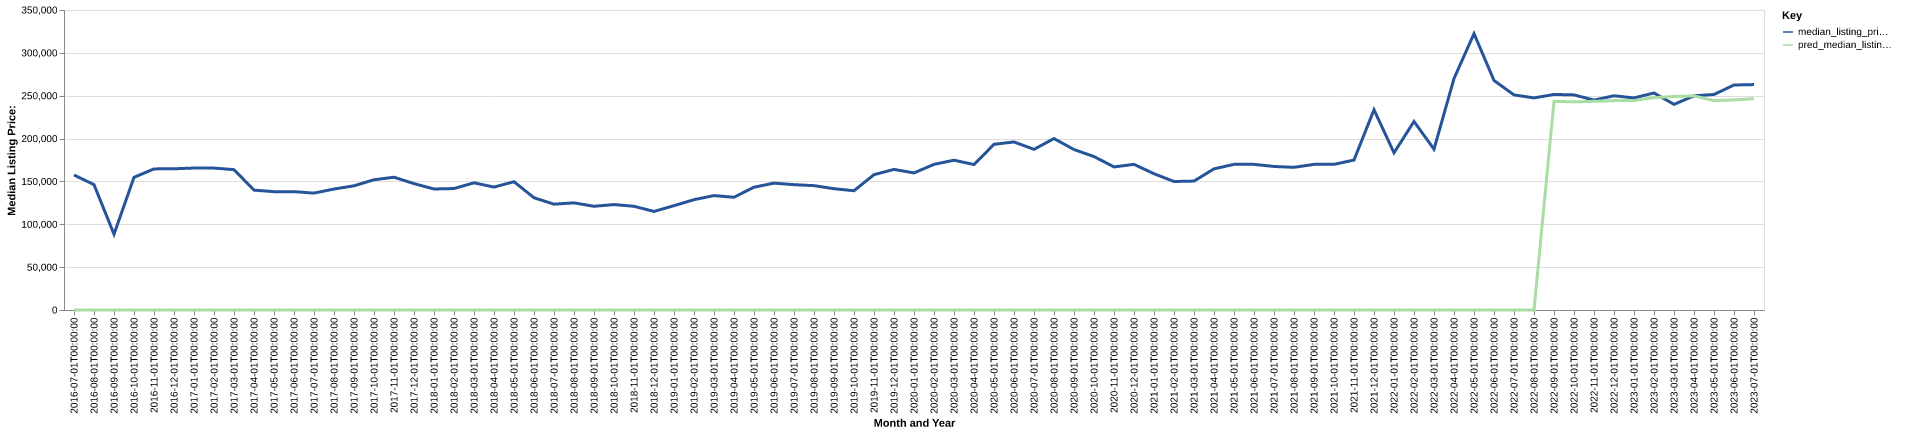 350,000
300,000
250,000
200,000
150,000
100,000
50,000
0
Median Listing Price:
2016-07-01T00:00:00
2016-08-01T00:00:00
2016-09-01T00:00:00
2016-10-01T00:00:00
2016-11-01T00:00:00
2016-12-01T00:00:00
2017-01-01T00:00:00
2017-02-01T00:00:00
2017-03-01T00:00:00
2017-04-01T00:00:00
2017-05-01T00:00:00
2017-06-01T00:00:00
2017-07-01T00:00:00
2017-08-01T00:00:00
2017-09-01T00:00:00
2017-10-01T00:00:00
2017-11-01T00:00:00
2017-12-01T00:00:00
2018-01-01T00:00:00
2018-02-01T00:00:00
2018-03-01T00:00:00
2018-04-01T00:00:00
2018-05-01T00:00:00
2018-06-01T00:00:00
2018-07-01T00:00:00
2018-08-01T00:00:00
2018-09-01T00:00:00
2018-10-01T00:00:00
2018-11-01T00:00:00
2018-12-01T00:00:00
2019-01-01T00:00:00
2019-02-01T00:00:00
2019-03-01T00:00:00
2019-04-01T00:00:00
2019-05-01T00:00:00
2019-06-01T00:00:00
2019-07-01T00:00:00
2019-08-01T00:00:00
2019-09-01T00:00:00
2019-10-01T00:00:00
2019-11-01T00:00:00
2019-12-01T00:00:00
2020-01-01T00:00:00
2020-02-01T00:00:00
2020-03-01T00:00:00
2020-04-01T00:00:00
2020-05-01T00:00:00
2020-06-01T00:00:00
2020-07-01T00:00:00
2020-08-01T00:00:00
2020-09-01T00:00:00
2020-10-01T00:00:00
2020-11-01T00:00:00
2020-12-01T00:00:00
2021-01-01T00:00:00
2021-02-01T00:00:00
2021-03-01T00:00:00
2021-04-01T00:00:00
2021-05-01T00:00:00
2021-06-01T00:00:00
2021-07-01T00:00:00
2021-08-01T00:00:00
2021-09-01T00:00:00
2021-10-01T00:00:00
2021-11-01T00:00:00
2021-12-01T00:00:00
2022-01-01T00:00:00
2022-02-01T00:00:00
2022-03-01T00:00:00
2022-04-01T00:00:00
2022-05-01T00:00:00
2022-06-01T00:00:00
2022-07-01T00:00:00
2022-08-01T00:00:00
2022-09-01T00:00:00
2022-10-01T00:00:00
2022-11-01T00:00:00
2022-12-01T00:00:00
2023-01-01T00:00:00
2023-02-01T00:00:00
2023-03-01T00:00:00
2023-04-01T00:00:00
2023-05-01T00:00:00
2023-06-01T00:00:00
2023-07-01T00:00:00
Month and Year
Key
median_listing_pri…
pred_median_listin…